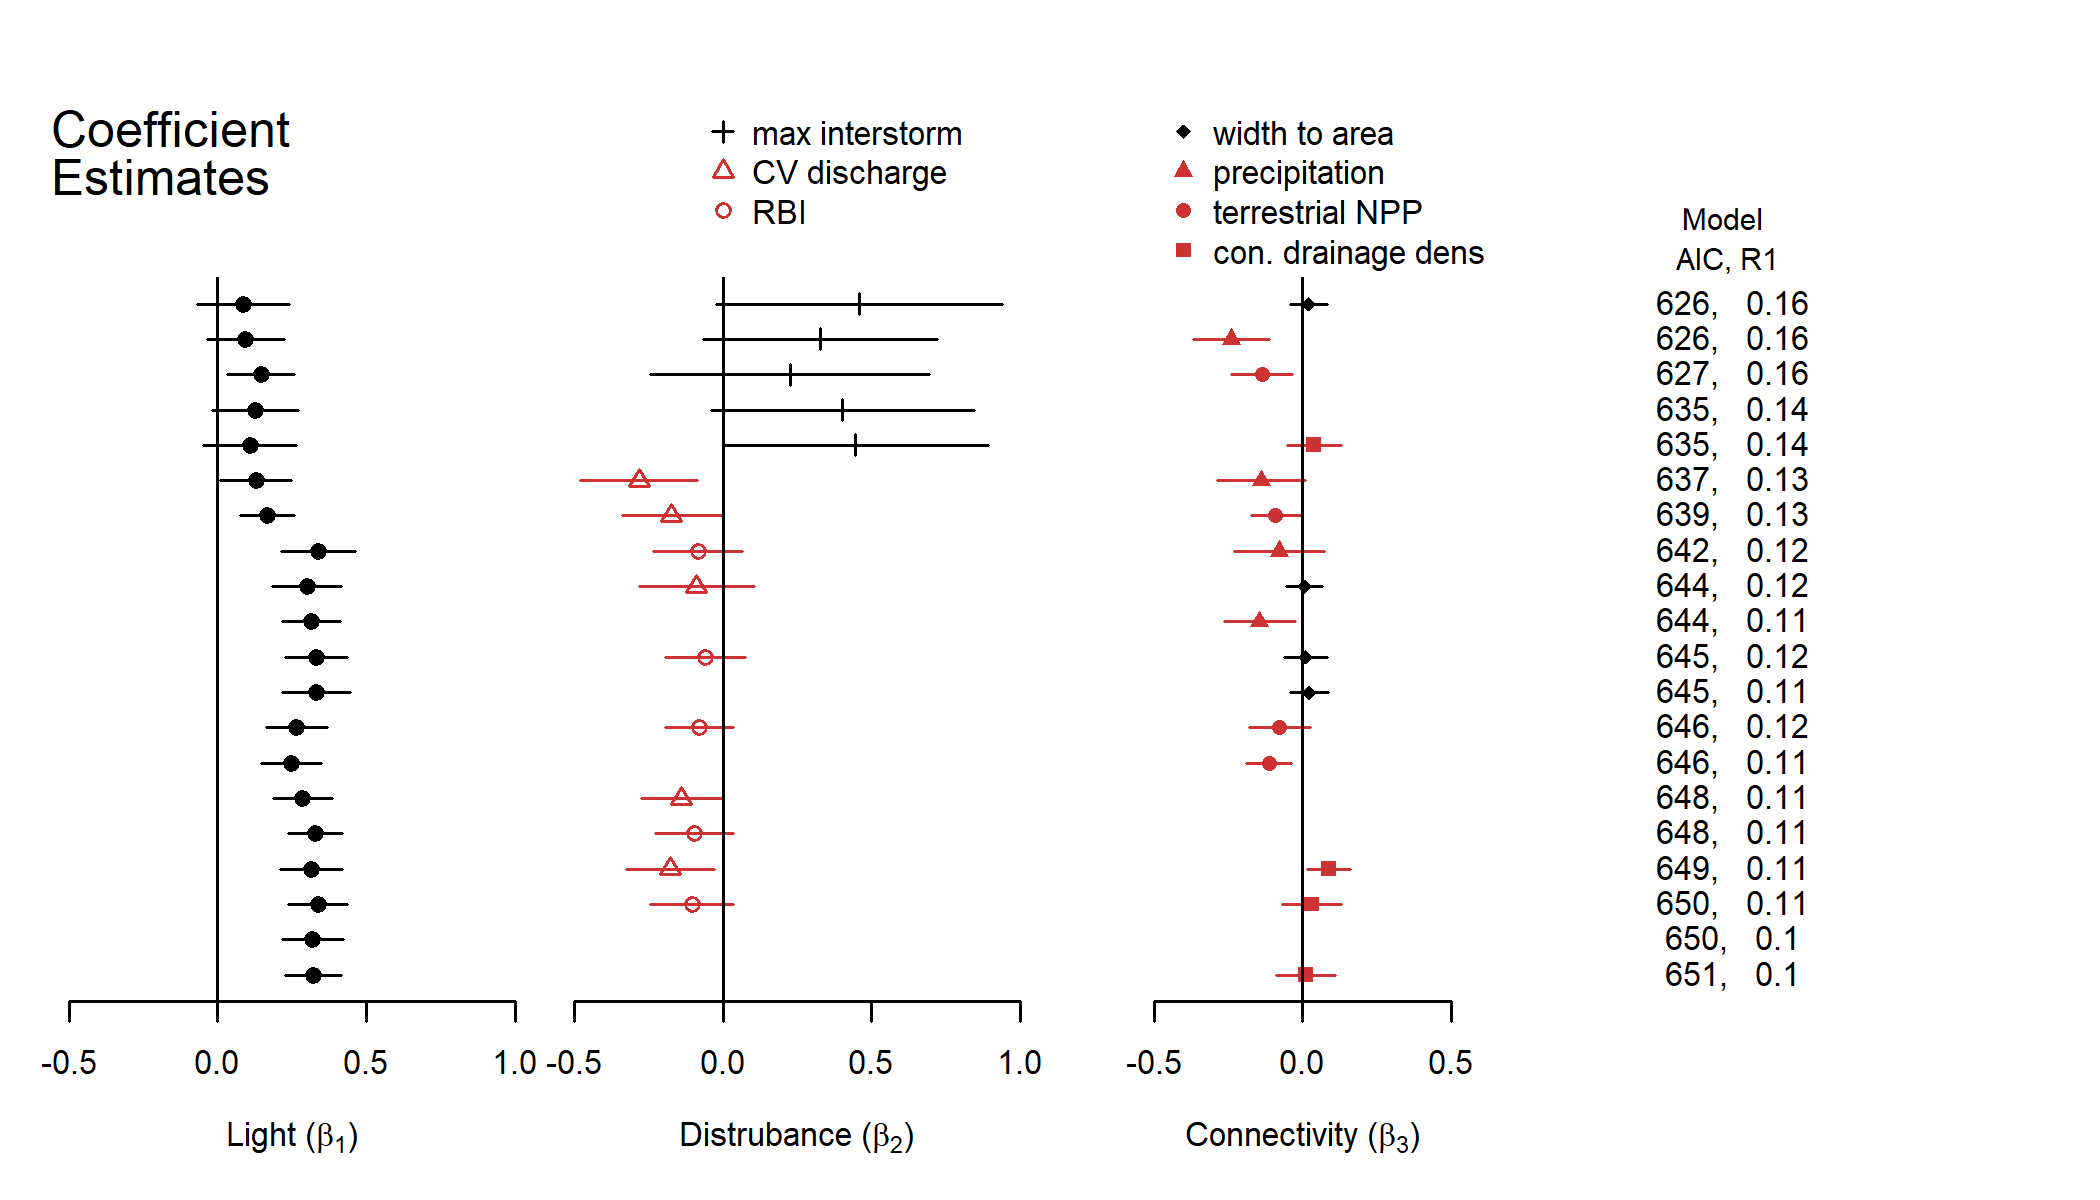 Coefficient
Estimates
max interstorm
CV discharge
RBI
width to area
precipitation
terrestrial NPP
con. drainage dens
Model
AIC, R1
626, 0.16
626, 0.16
627, 0.16
635, 0.14
635, 0.14
637, 0.13
639, 0.13
642, 0.12
644, 0.12
644, 0.11
645, 0.12
645, 0.11
646, 0.12
646, 0.11
648, 0.11
648, 0.11
649, 0.11
650, 0.11
650, 0.1
651, 0.1
-0.5 0.0 0.5 1.0
-0.5 0.0 0.5 1.0
-0.5 0.0 0.5
Light (β₁)
Distrubance (β₂)
Connectivity (β₃)